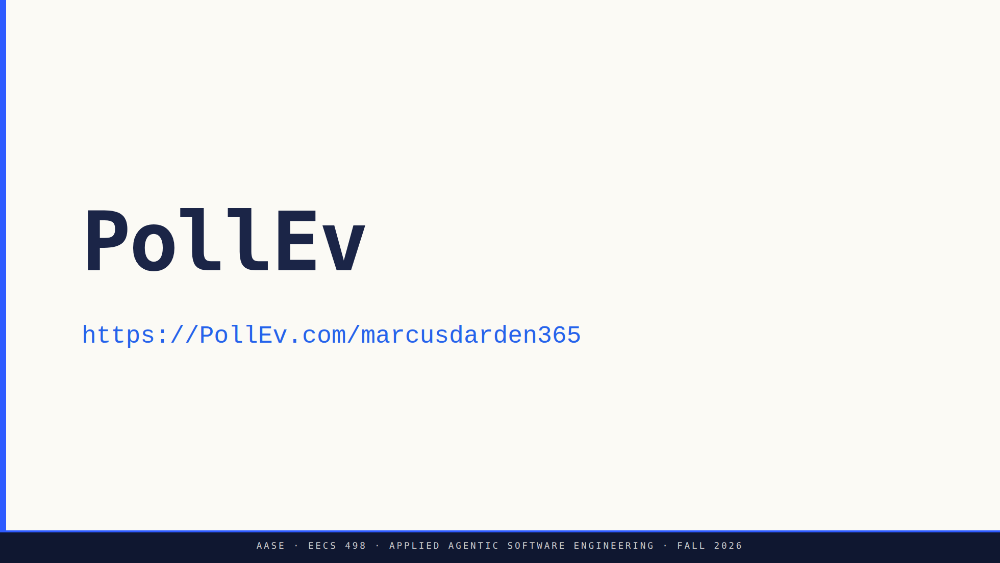 PollEv
https://PollEv.com/marcusdarden365
AASE · EECS 498 · APPLIED AGENTIC SOFTWARE ENGINEERING · FALL 2026